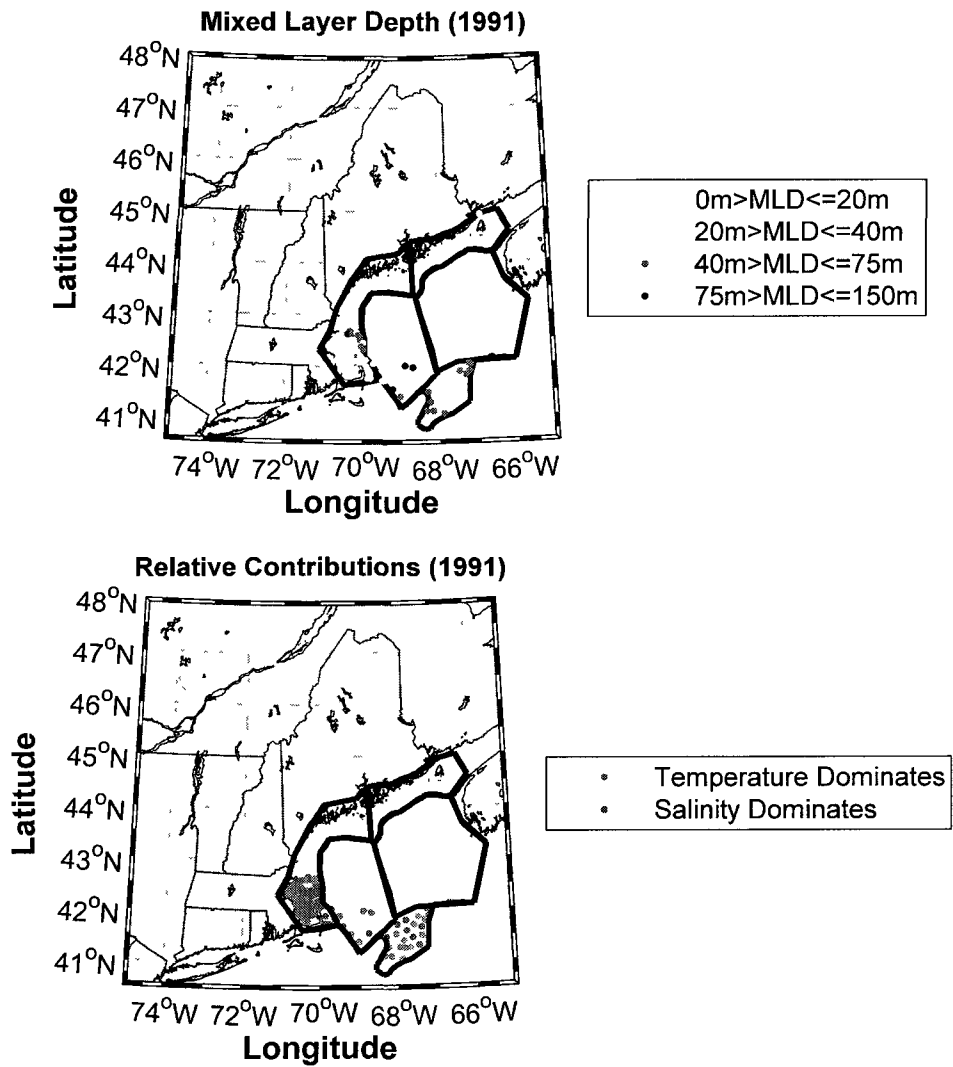 Mixed Layer Depth (1991)
48°N
47°N
46°N
45°N
44°N
43°N
42°N
41°N
Latitude
74°W 72°W 70°W 68°W 66°W
Longitude
0m>MLD<=20m
20m>MLD<=40m
40m>MLD<=75m
75m>MLD<=150m
Relative Contributions (1991)
48°N
47°N
46°N
45°N
44°N
43°N
42°N
41°N
Latitude
74°W 72°W 70°W 68°W 66°W
Longitude
Temperature Dominates
Salinity Dominates